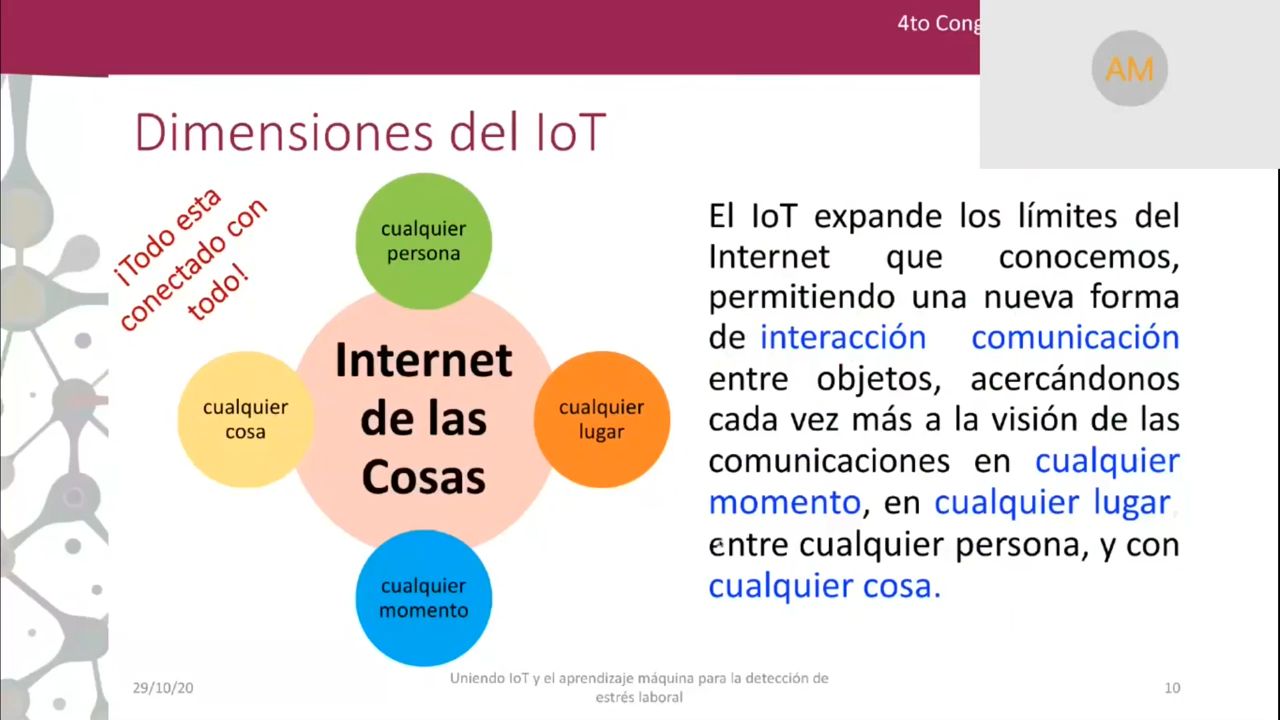 4to Cong
AM
Dimensiones del IoT
¡Todo esta
conectado con
todo!
cualquier
persona
Internet
de las
Cosas
cualquier
cosa
cualquier
lugar
cualquier
momento
El IoT expande los límites del
Internet que conocemos,
permitiendo una nueva forma
de interacción comunicación
entre objetos, acercándonos
cada vez más a la visión de las
comunicaciones en cualquier
momento, en cualquier lugar
entre cualquier persona, y con
cualquier cosa.
29/10/20
Uniendo IoT y el aprendizaje máquina para la detección de
estrés laboral
10